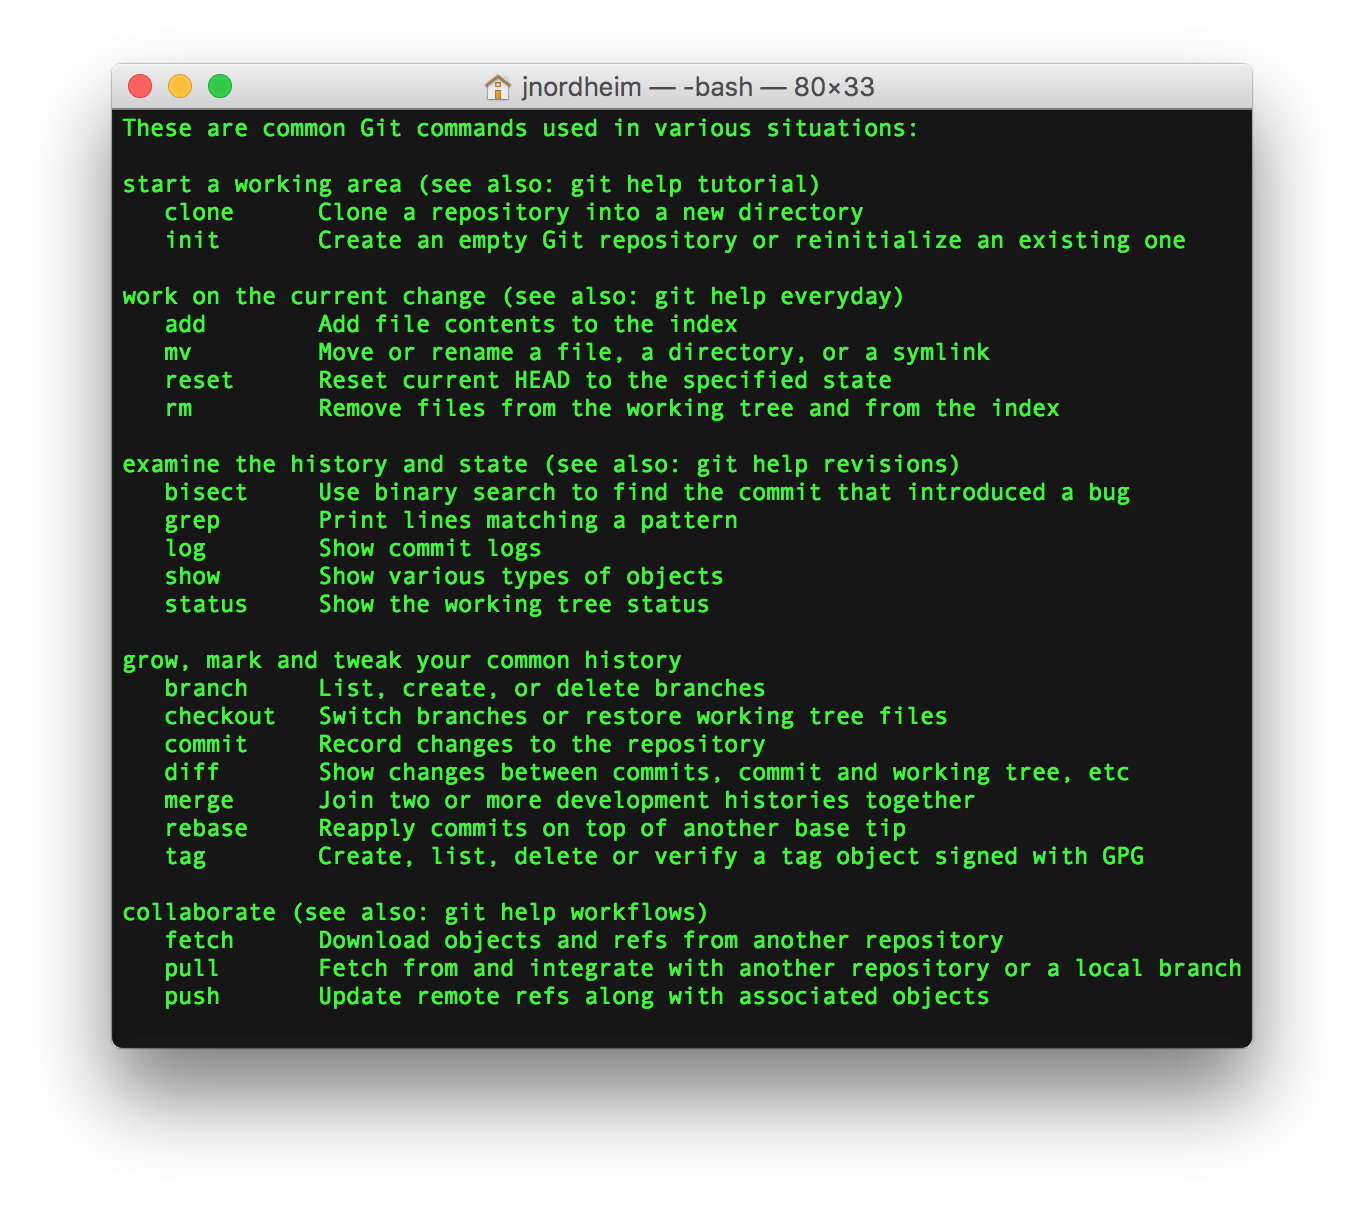 jnordheim — -bash — 80×33
These are common Git commands used in various situations:
start a working area (see also: git help tutorial)
clone Clone a repository into a new directory
init Create an empty Git repository or reinitialize an existing one
work on the current change (see also: git help everyday)
add Add file contents to the index
mv Move or rename a file, a directory, or a symlink
reset Reset current HEAD to the specified state
rm Remove files from the working tree and from the index
examine the history and state (see also: git help revisions)
bisect Use binary search to find the commit that introduced a bug
grep Print lines matching a pattern
log Show commit logs
show Show various types of objects
status Show the working tree status
grow, mark and tweak your common history
branch List, create, or delete branches
checkout Switch branches or restore working tree files
commit Record changes to the repository
diff Show changes between commits, commit and working tree, etc
merge Join two or more development histories together
rebase Reapply commits on top of another base tip
tag Create, list, delete or verify a tag object signed with GPG
collaborate (see also: git help workflows)
fetch Download objects and refs from another repository
pull Fetch from and integrate with another repository or a local branch
push Update remote refs along with associated objects